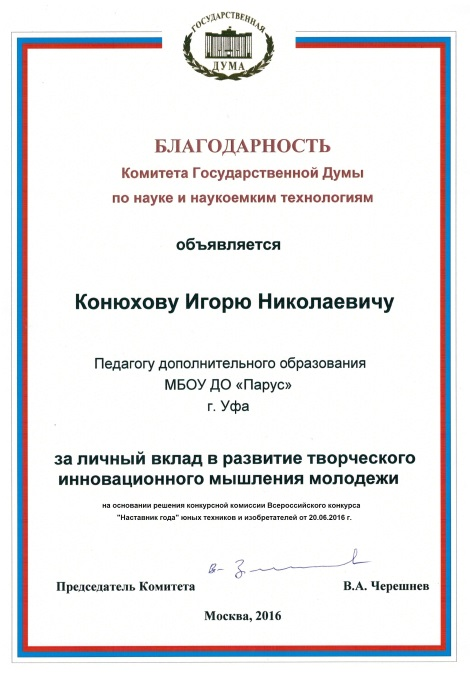 ГОСУДАРСТВЕННАЯ
ДУМА
БЛАГОДАРНОСТЬ
Комитета Государственной Думы
по науке и наукоемким технологиям
объявляется
Конюхову Игорю Николаевичу
Педагогу дополнительного образования
МБОУ ДО «Парус»
г. Уфа
за личный вклад в развитие творческого
инновационного мышления молодежи
на основании решения конкурсной комиссии Всероссийского конкурса
"Наставник года" юных техников и изобретателей от 20.06.2016 г.
Председатель Комитета В.А. Черешнев
Москва, 2016